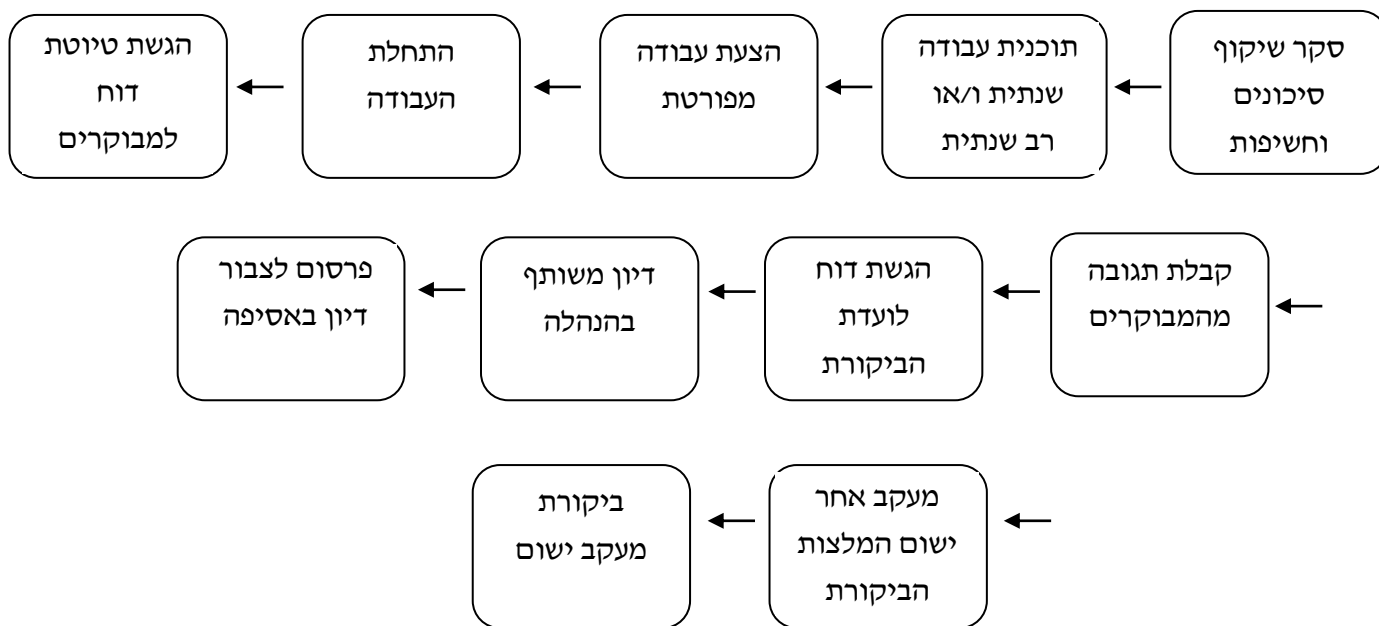 סקר שיקוף
סיכונים
וחשיפות
תוכנית עבודה
שנתית ו/או
רב שנתית
הצעת עבודה
מפורטת
התחלת
העבודה
הגשת טיוטת
דוח
למבוקרים
קבלת תגובה
מהמבוקרים
הגשת דוח
לועדת
הביקורת
דיון משותף
בהנהלה
פרסום לצבור
דיון באסיפה
מעקב אחר
ישום המלצות
הביקורת
ביקורת
מעקב ישום